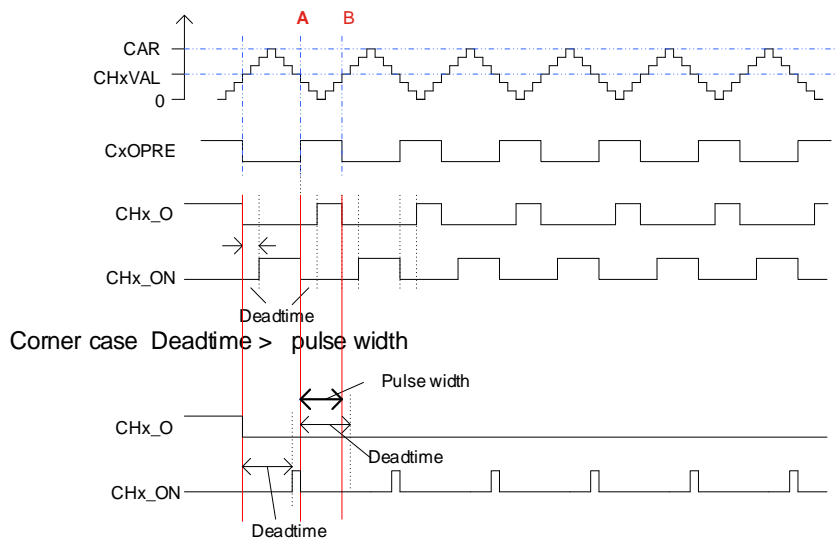 A B
CAR
CHxVAL
0
CxOPRE
CHx_O
CHx_ON
Deadtime
Corner case Deadtime > pulse width
Pulse width
CHx_O
Deadtime
CHx_ON
Deadtime